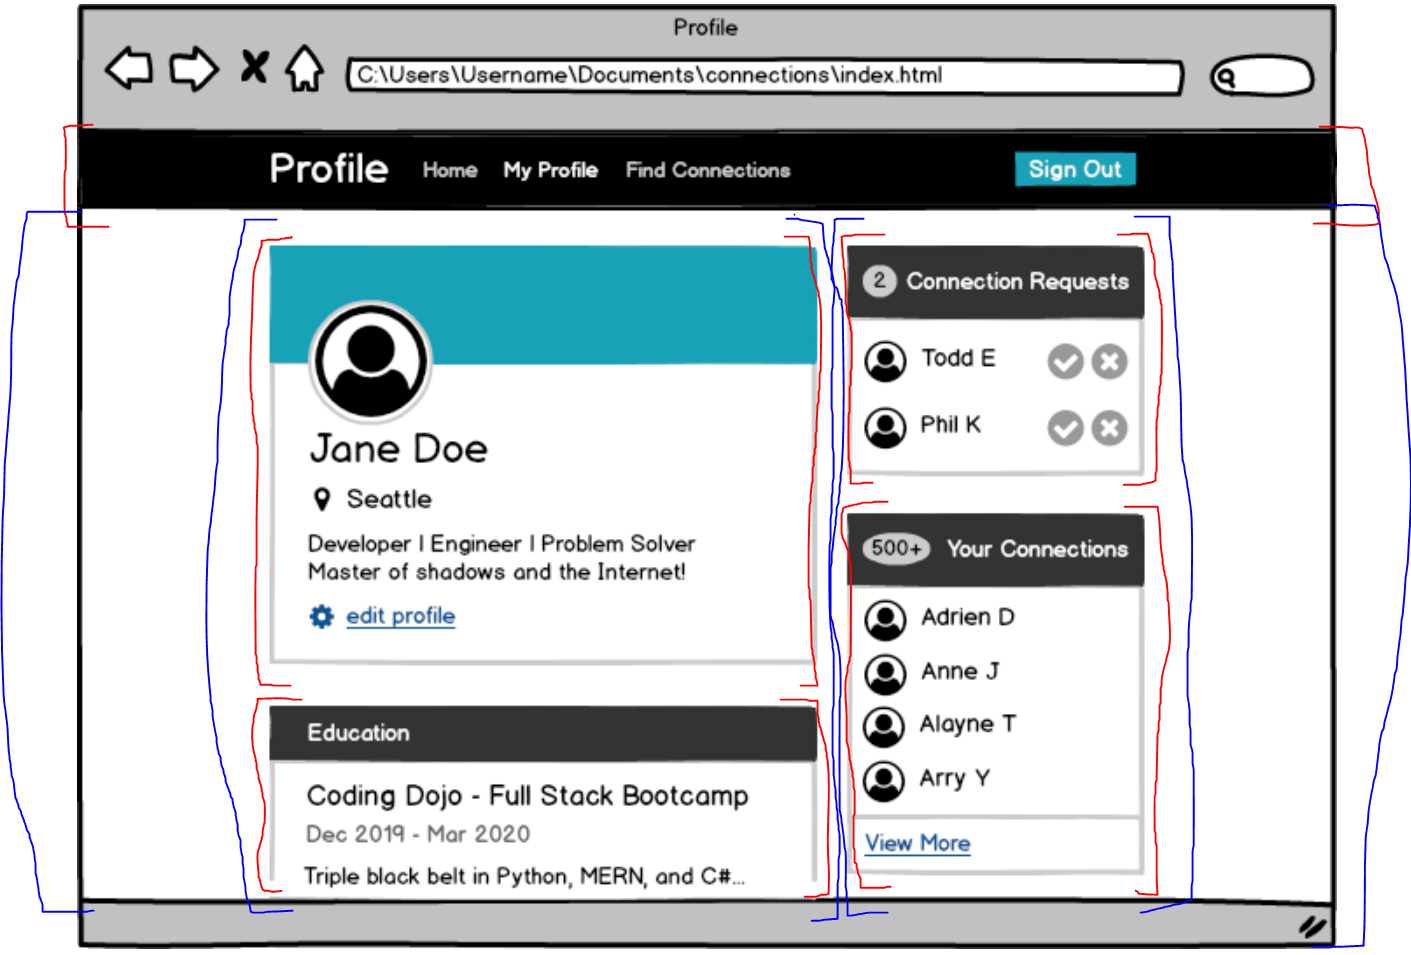 Profile
C:\Users\Username\Documents\connections\index.html
Profile Home My Profile Find Connections Sign Out
Jane Doe
Seattle
Developer | Engineer | Problem Solver
Master of shadows and the Internet!
edit profile
Education
Coding Dojo - Full Stack Bootcamp
Dec 2019 - Mar 2020
Triple black belt in Python, MERN, and C#...
2 Connection Requests
Todd E
Phil K
500+ Your Connections
Adrien D
Anne J
Alayne T
Arry Y
View More